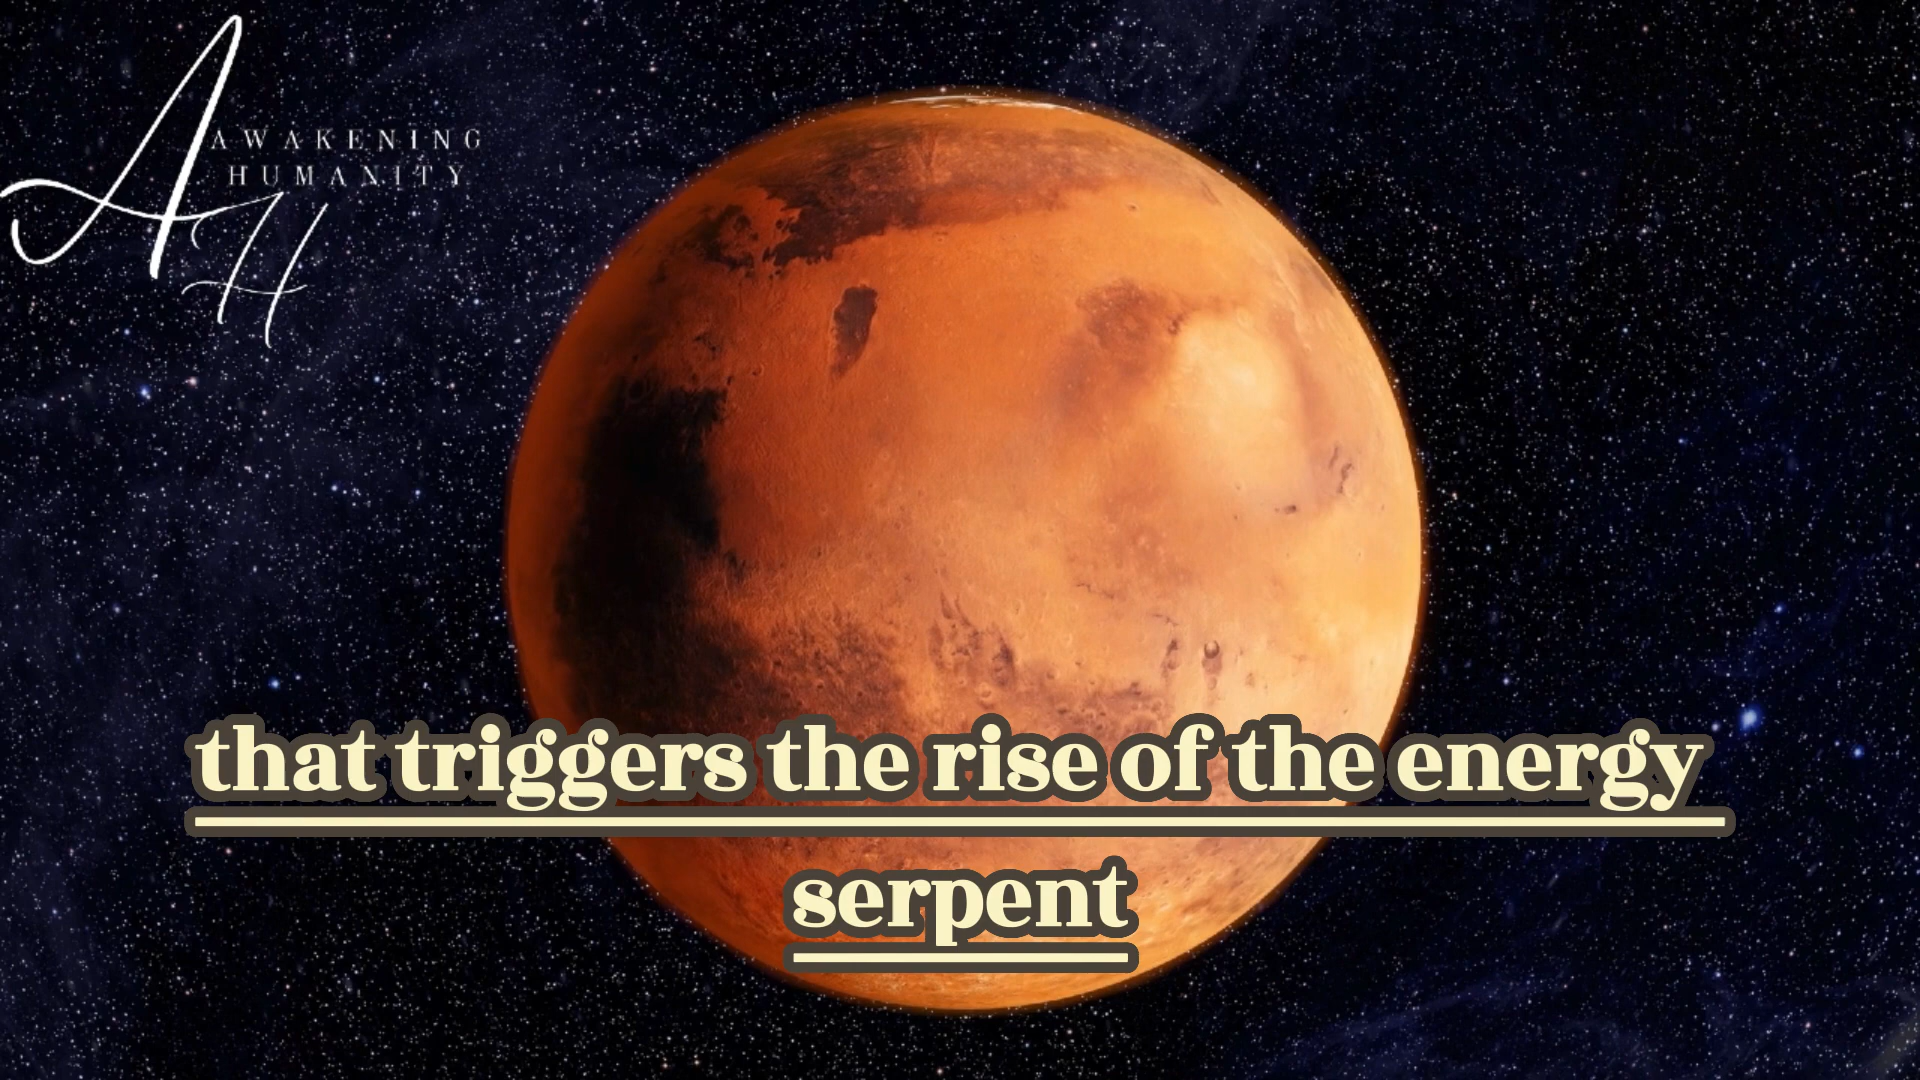 A AWAKENING
HUMANITY
H
that triggers the rise of the energy
serpent